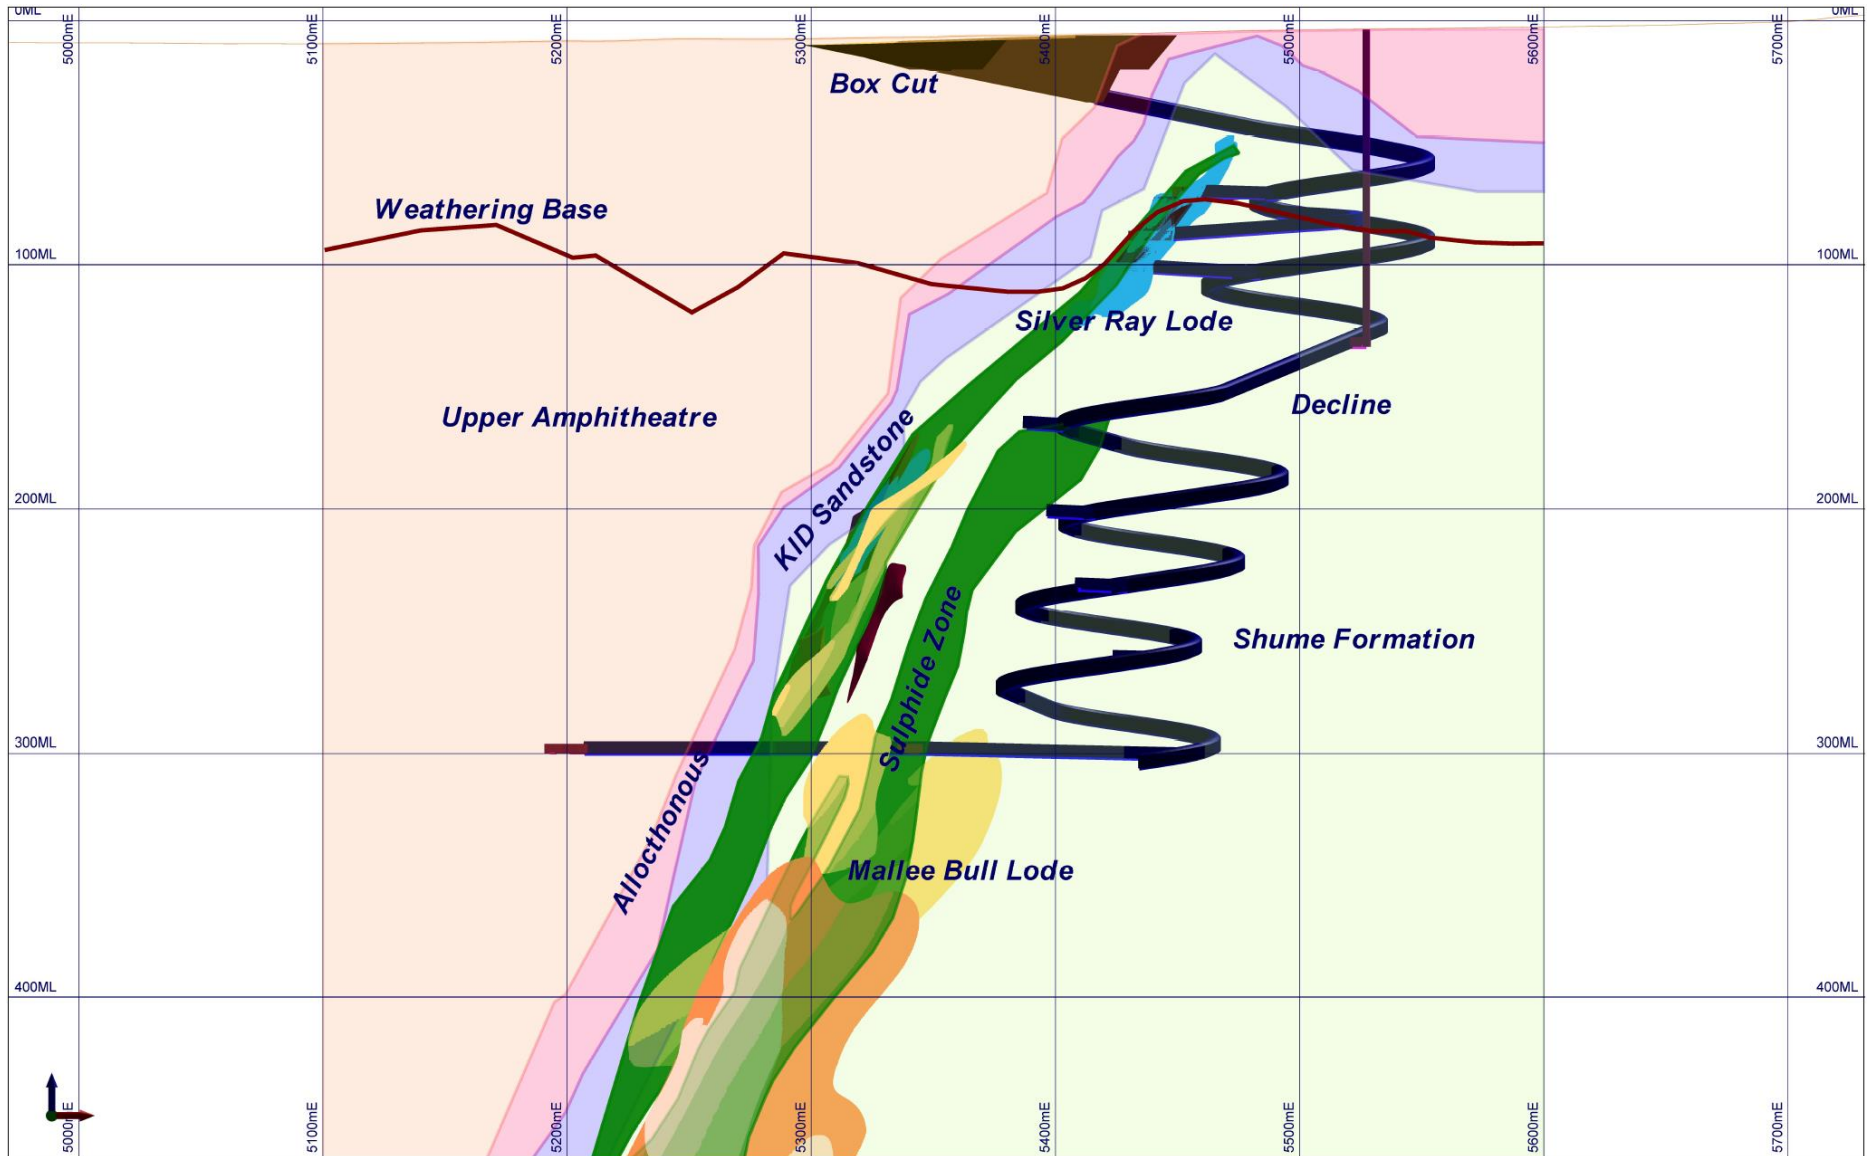 0ML
0ML
5000mE
5100mE
5200mE
5300mE
5400mE
5500mE
5600mE
5700mE
Box Cut
Weathering Base
100ML
100ML
Silver Ray Lode
Decline
Upper Amphitheatre
KID Sandstone
200ML
200ML
Sulphide Zone
Shume Formation
300ML
300ML
Allocthonous
Mallee Bull Lode
400ML
400ML
5000mE
5100mE
5200mE
5300mE
5400mE
5500mE
5600mE
5700mE